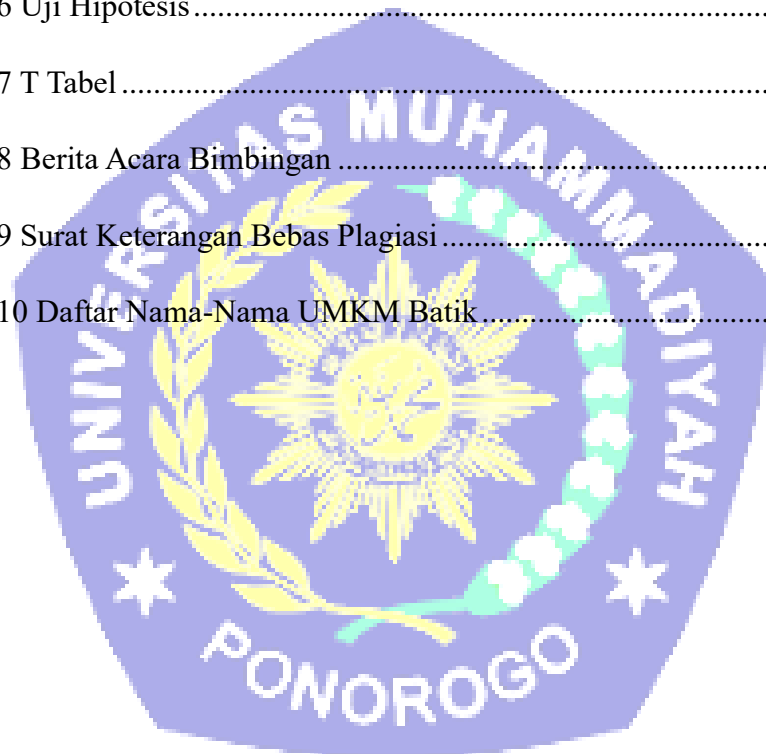 6 Uji Hipotesis....................................................................
7 T Tabel..............................................................................
8 Berita Acara Bimbingan....................................................
9 Surat Keterangan Bebas Plagiasi.......................................
10 Daftar Nama-Nama UMKM Batik..................................
UNIVERSITAS MUHAMMADIYAH
PONOROGO